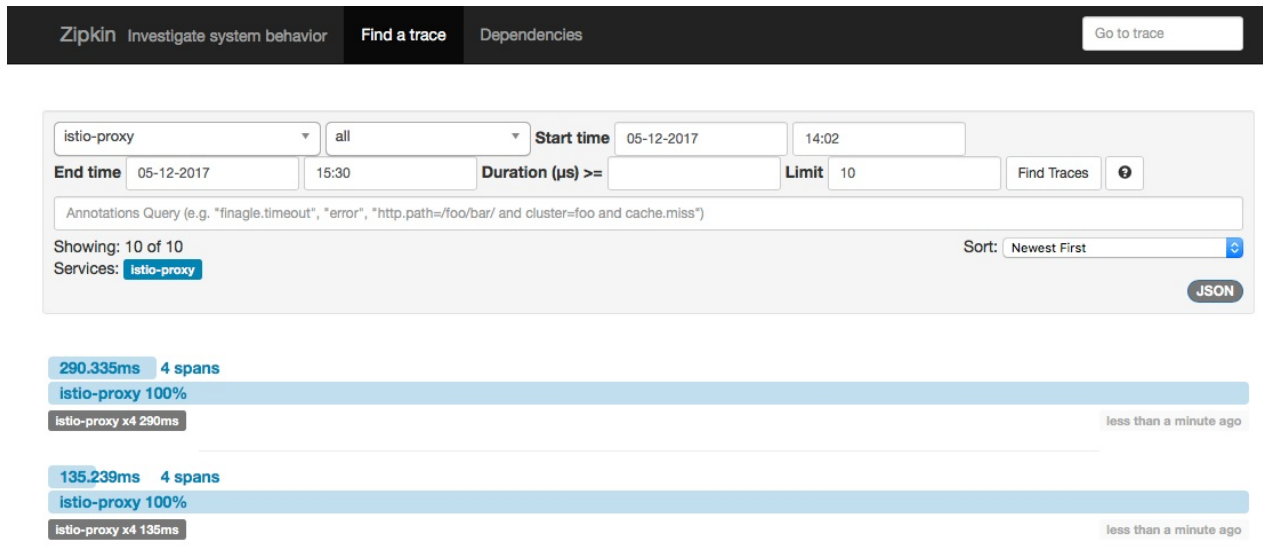 Zipkin Investigate system behavior Find a trace Dependencies Go to trace
istio-proxy all Start time 05-12-2017 14:02
End time 05-12-2017 15:30 Duration (µs) >= Limit 10 Find Traces ?
Annotations Query (e.g. "finagle.timeout", "error", "http.path=/foo/bar/ and cluster=foo and cache.miss")
Showing: 10 of 10 Sort: Newest First
Services: istio-proxy
JSON
290.335ms 4 spans
istio-proxy 100%
istio-proxy x4 290ms less than a minute ago
135.239ms 4 spans
istio-proxy 100%
istio-proxy x4 135ms less than a minute ago